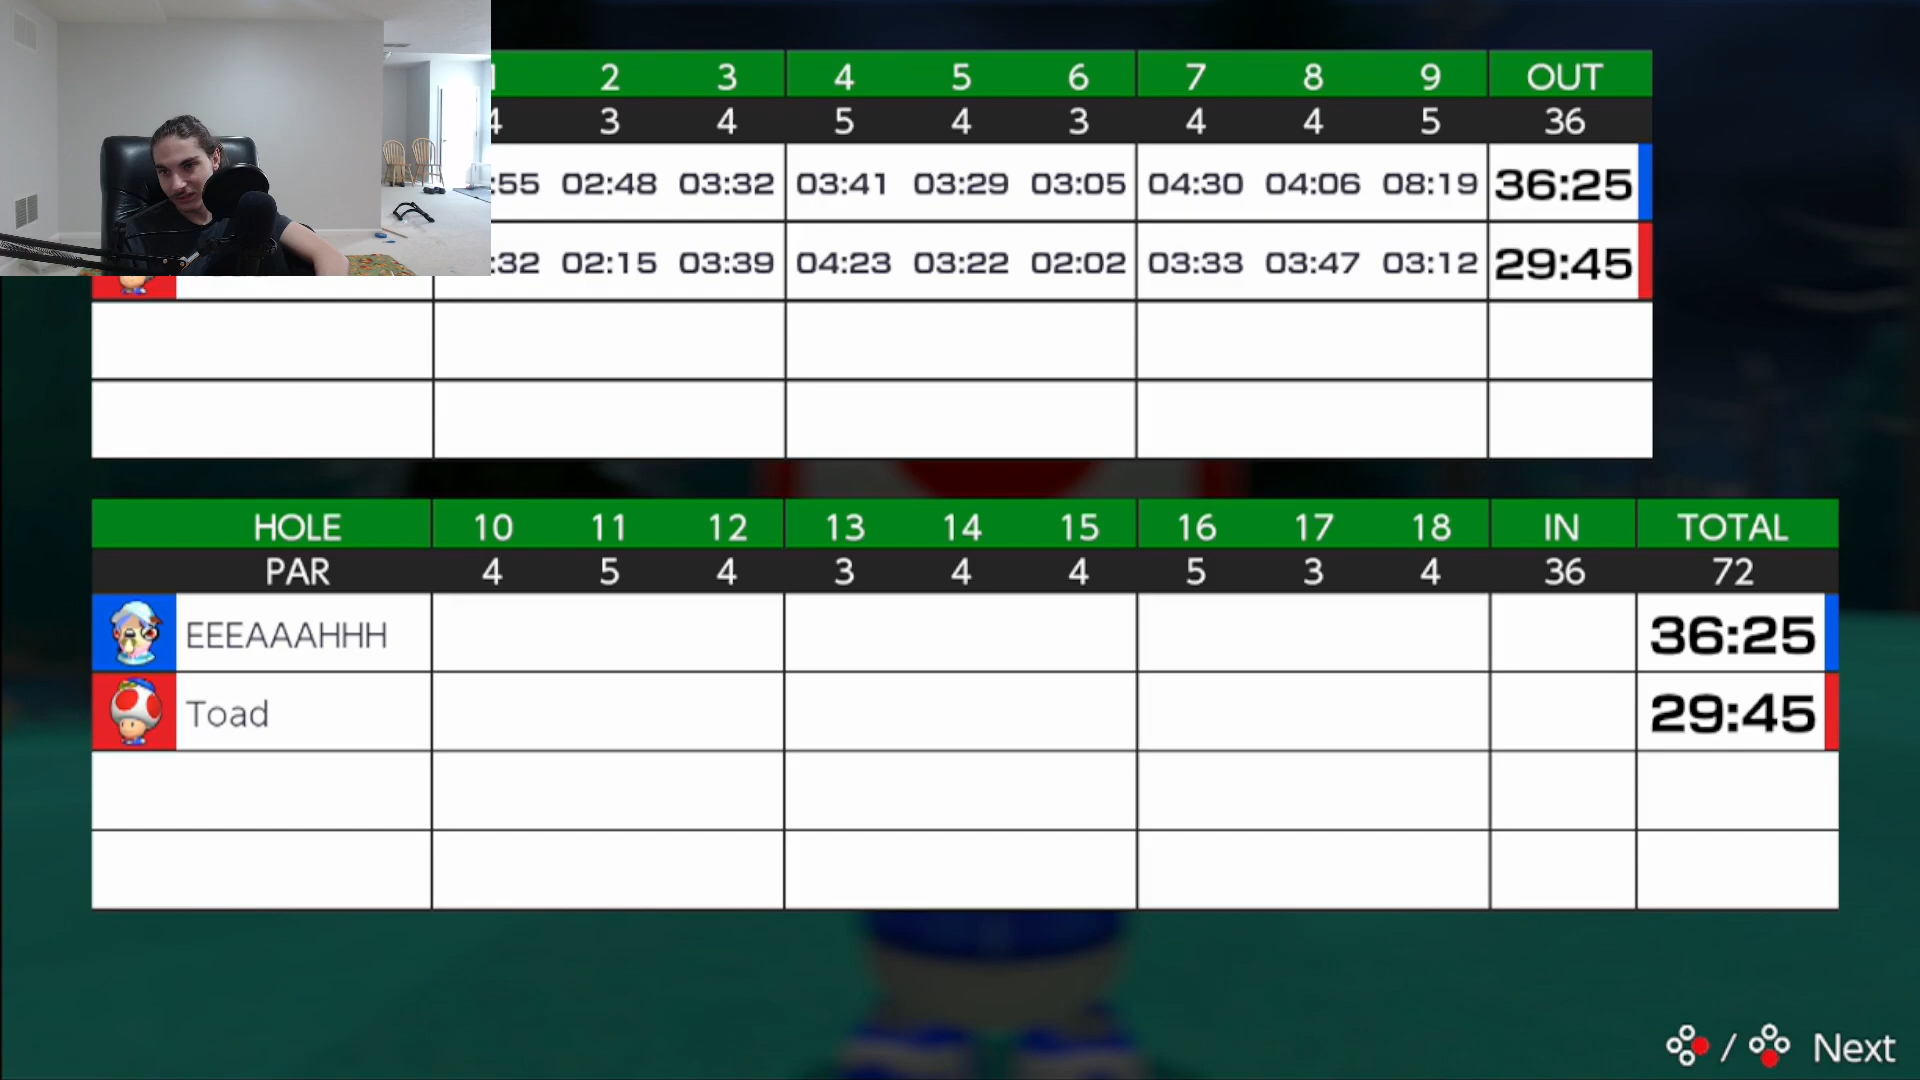 2 3 4 5 6 7 8 9 OUT
3 4 5 4 3 4 4 5 36
:55 02:48 03:32 03:41 03:29 03:05 04:30 04:06 08:19 36:25
:32 02:15 03:39 04:23 03:22 02:02 03:33 03:47 03:12 29:45
HOLE 10 11 12 13 14 15 16 17 18 IN TOTAL
PAR 4 5 4 3 4 4 5 3 4 36 72
EEEAAAHHH 36:25
Toad 29:45
/ Next